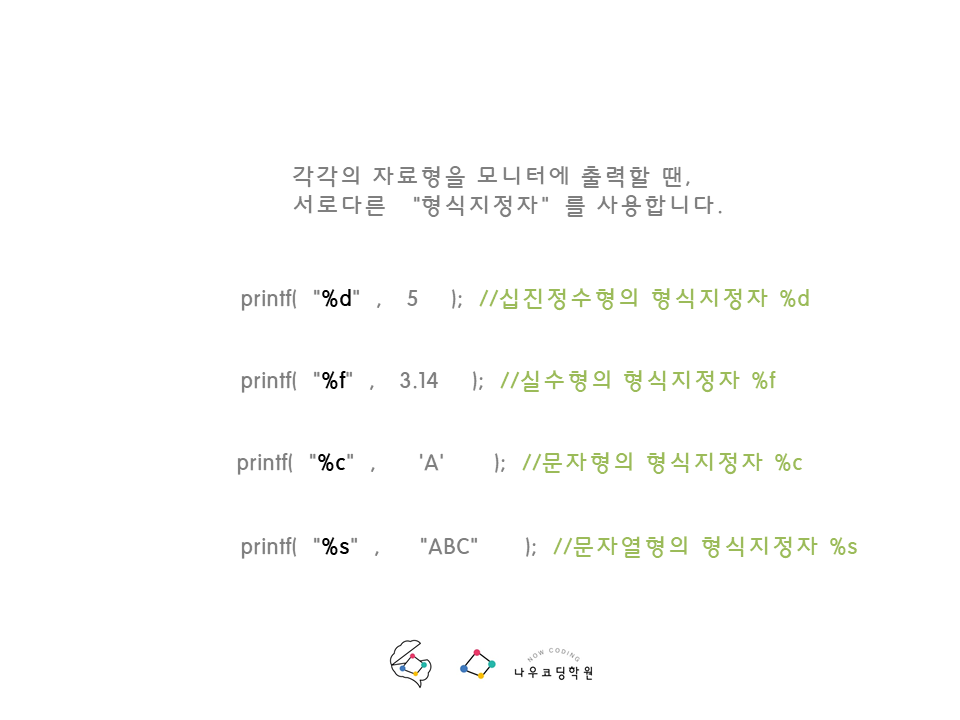 각각의 자료형을 모니터에 출력할 땐,
서로다른 "형식지정자" 를 사용합니다.
printf( "%d" , 5 ); //십진정수형의 형식지정자 %d
printf( "%f" , 3.14 ); //실수형의 형식지정자 %f
printf( "%c" , 'A' ); //문자형의 형식지정자 %c
printf( "%s" , "ABC" ); //문자열형의 형식지정자 %s
NOW CODING
나우코딩학원